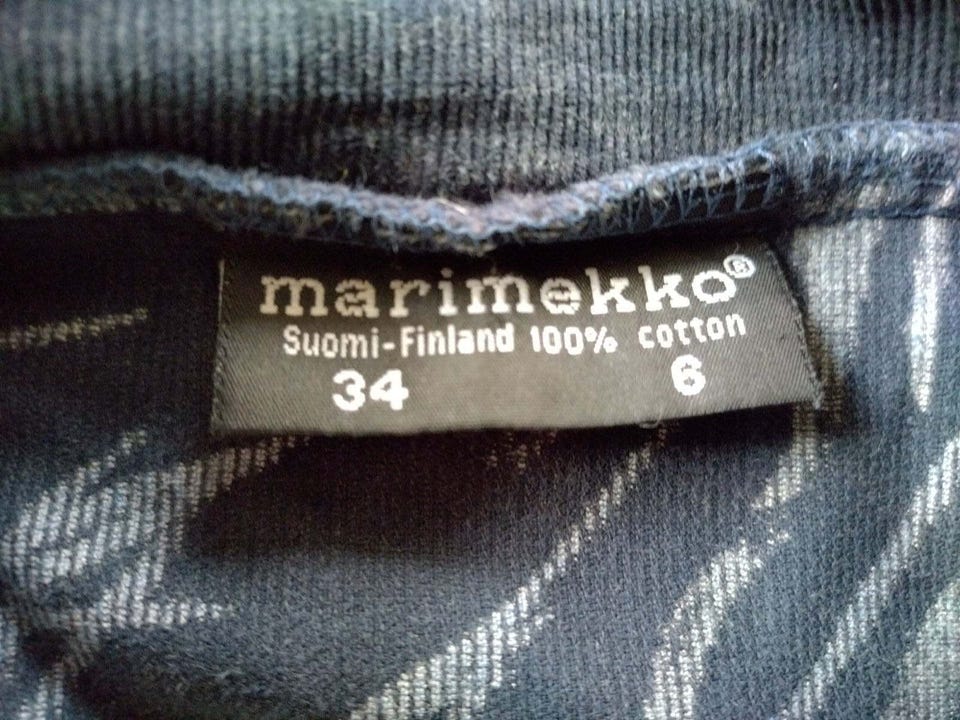 marimekko®
Suomi-Finland 100% cotton
34 6